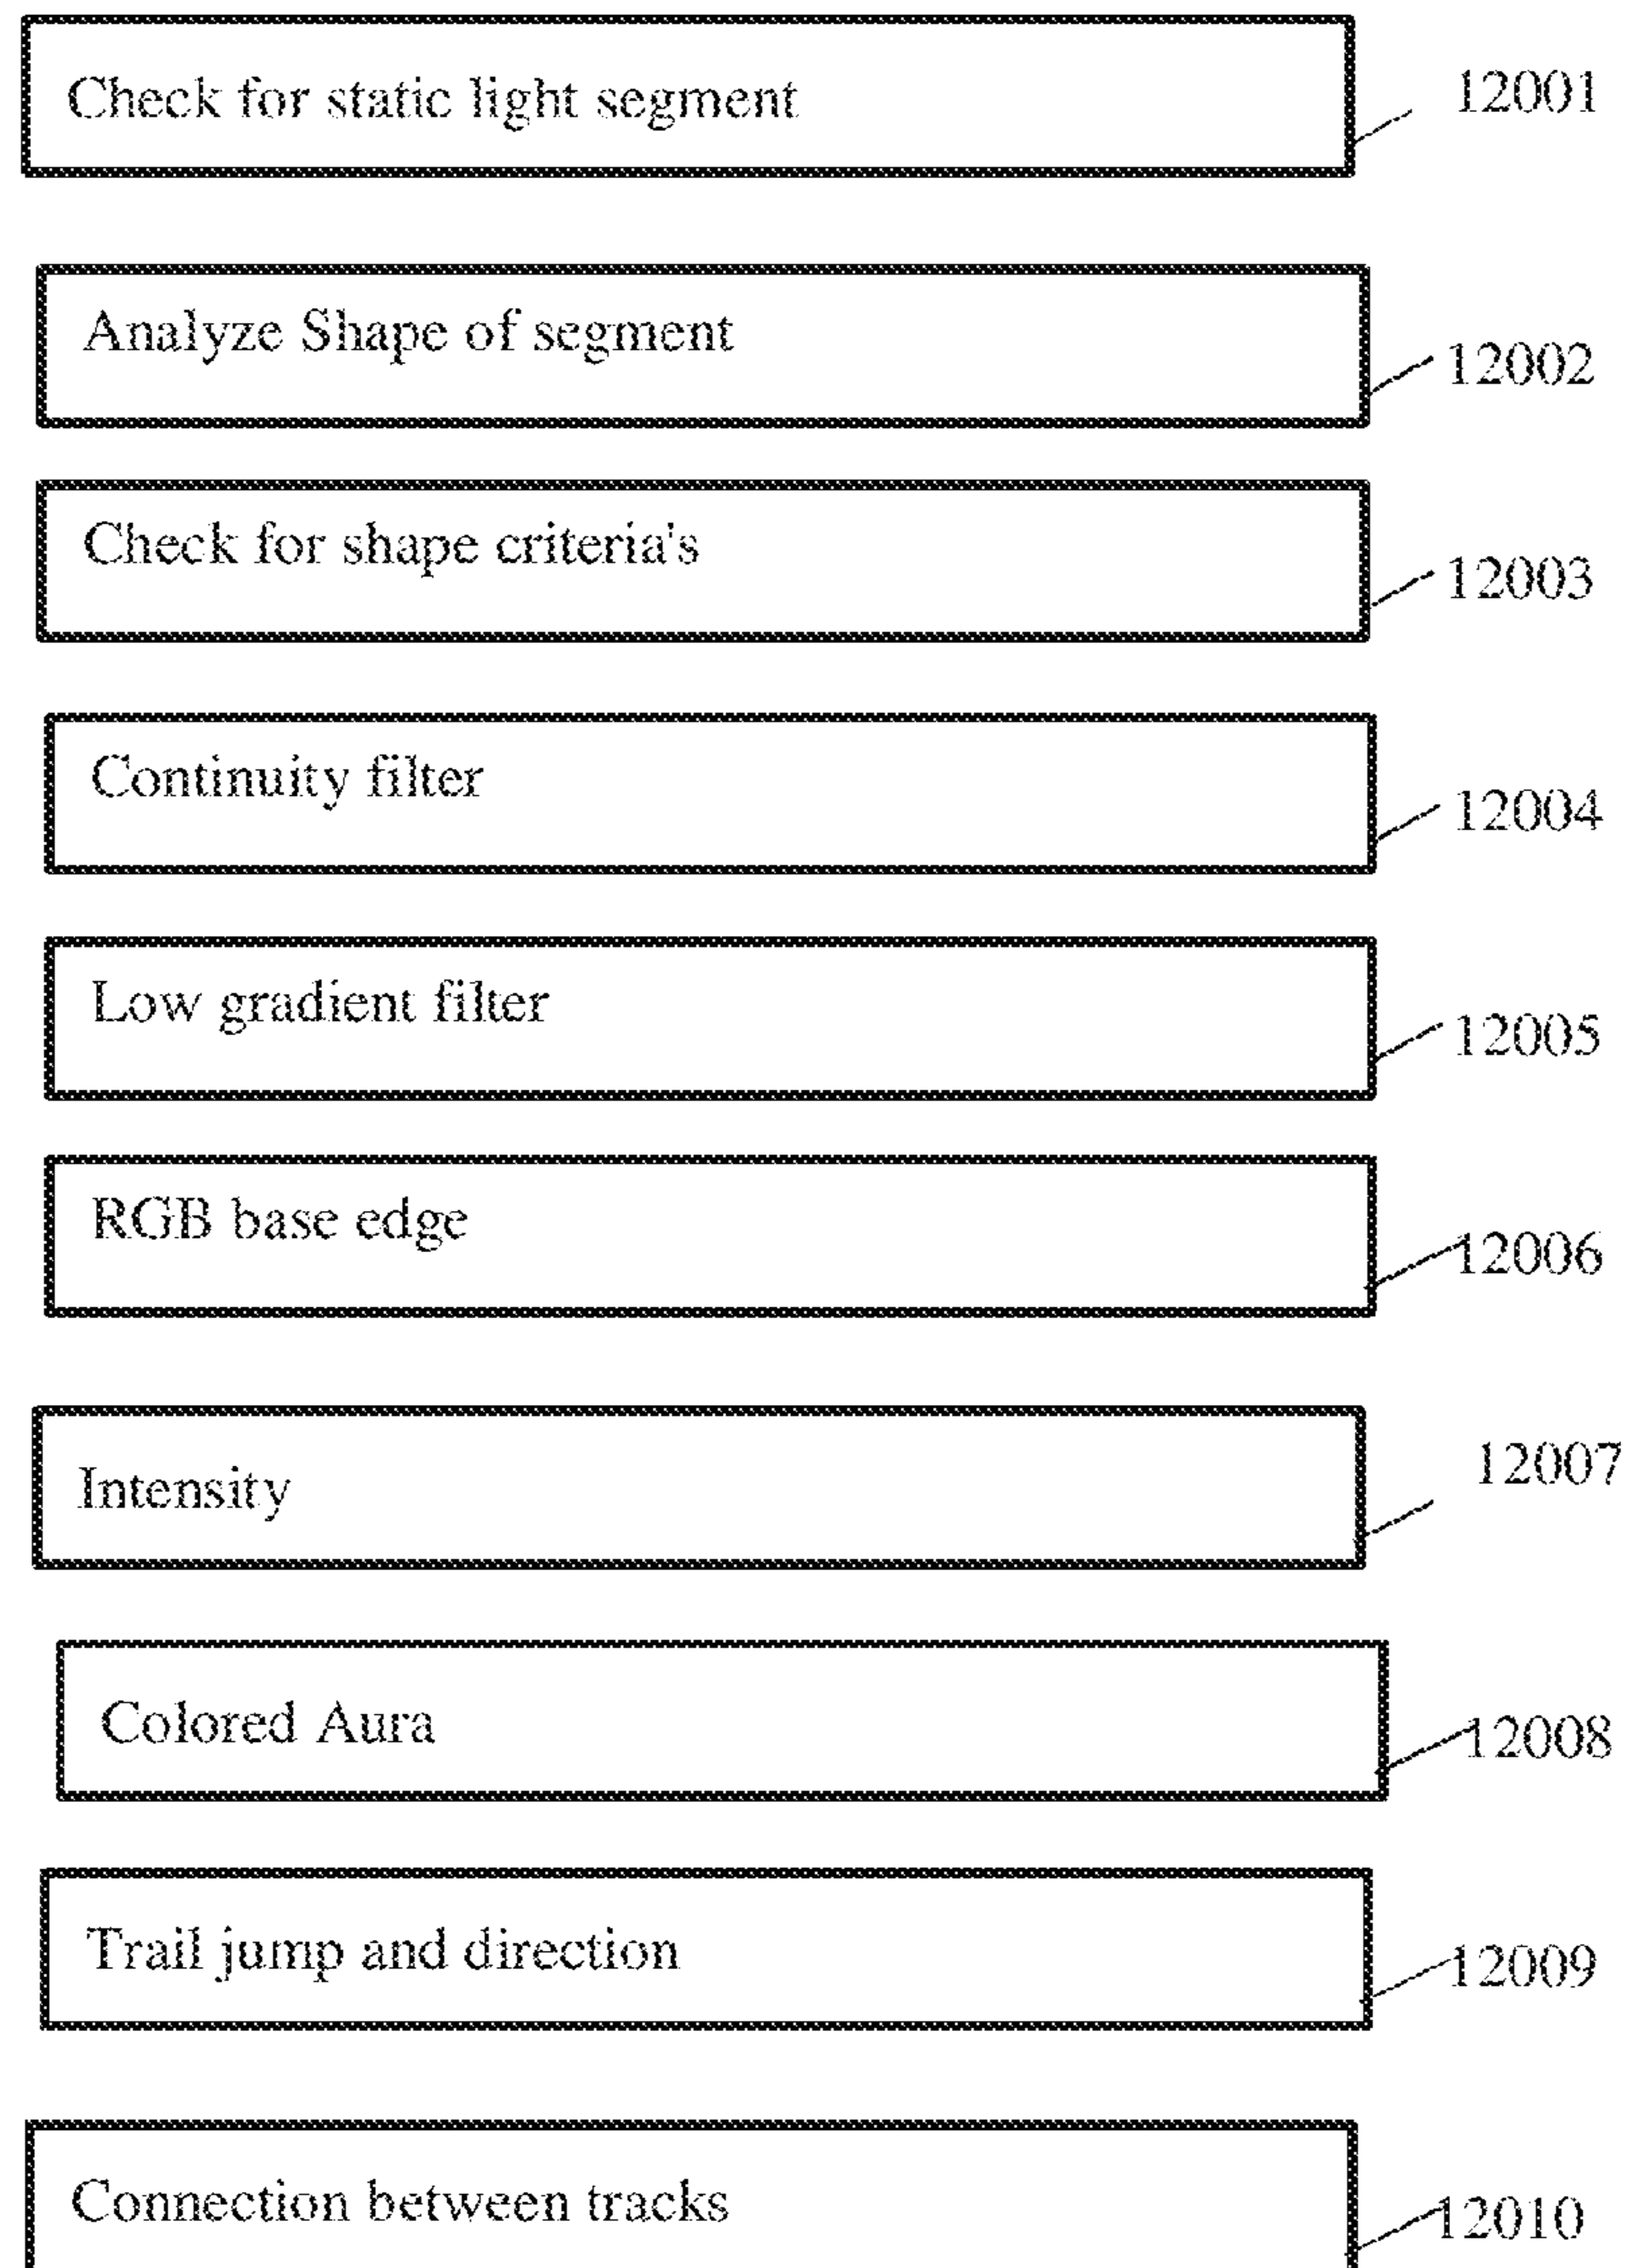 Check for static light segment
12001
Analyze Shape of segment
12002
Check for shape criteria's
12003
Continuity filter
12004
Low gradient filter
12005
RGB base edge
12006
Intensity
12007
Colored Aura
12008
Trail jump and direction
12009
Connection between tracks
12010